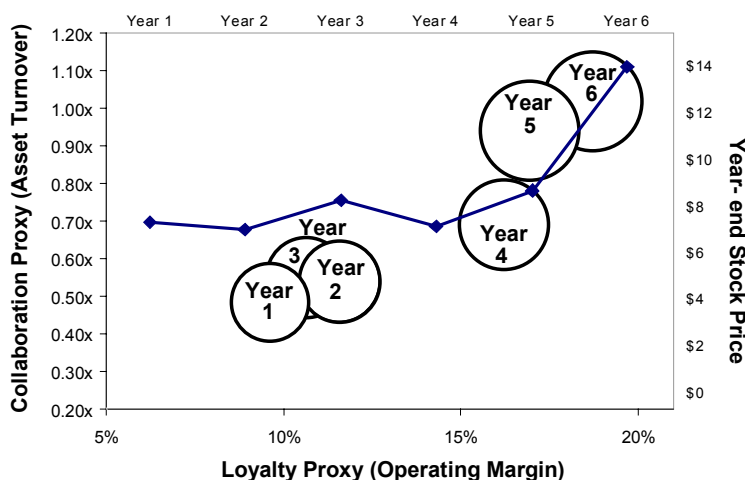 Year 1 Year 2 Year 3 Year 4 Year 5 Year 6
Collaboration Proxy (Asset Turnover)
1.20x
1.10x
1.00x
0.90x
0.80x
0.70x
0.60x
0.50x
0.40x
0.30x
0.20x
Year
6
Year
5
Year
4
Year
3
Year
2
Year
1
$14
$12
$10
$8
$6
$4
$2
$0
Year- end Stock Price
5% 10% 15% 20%
Loyalty Proxy (Operating Margin)